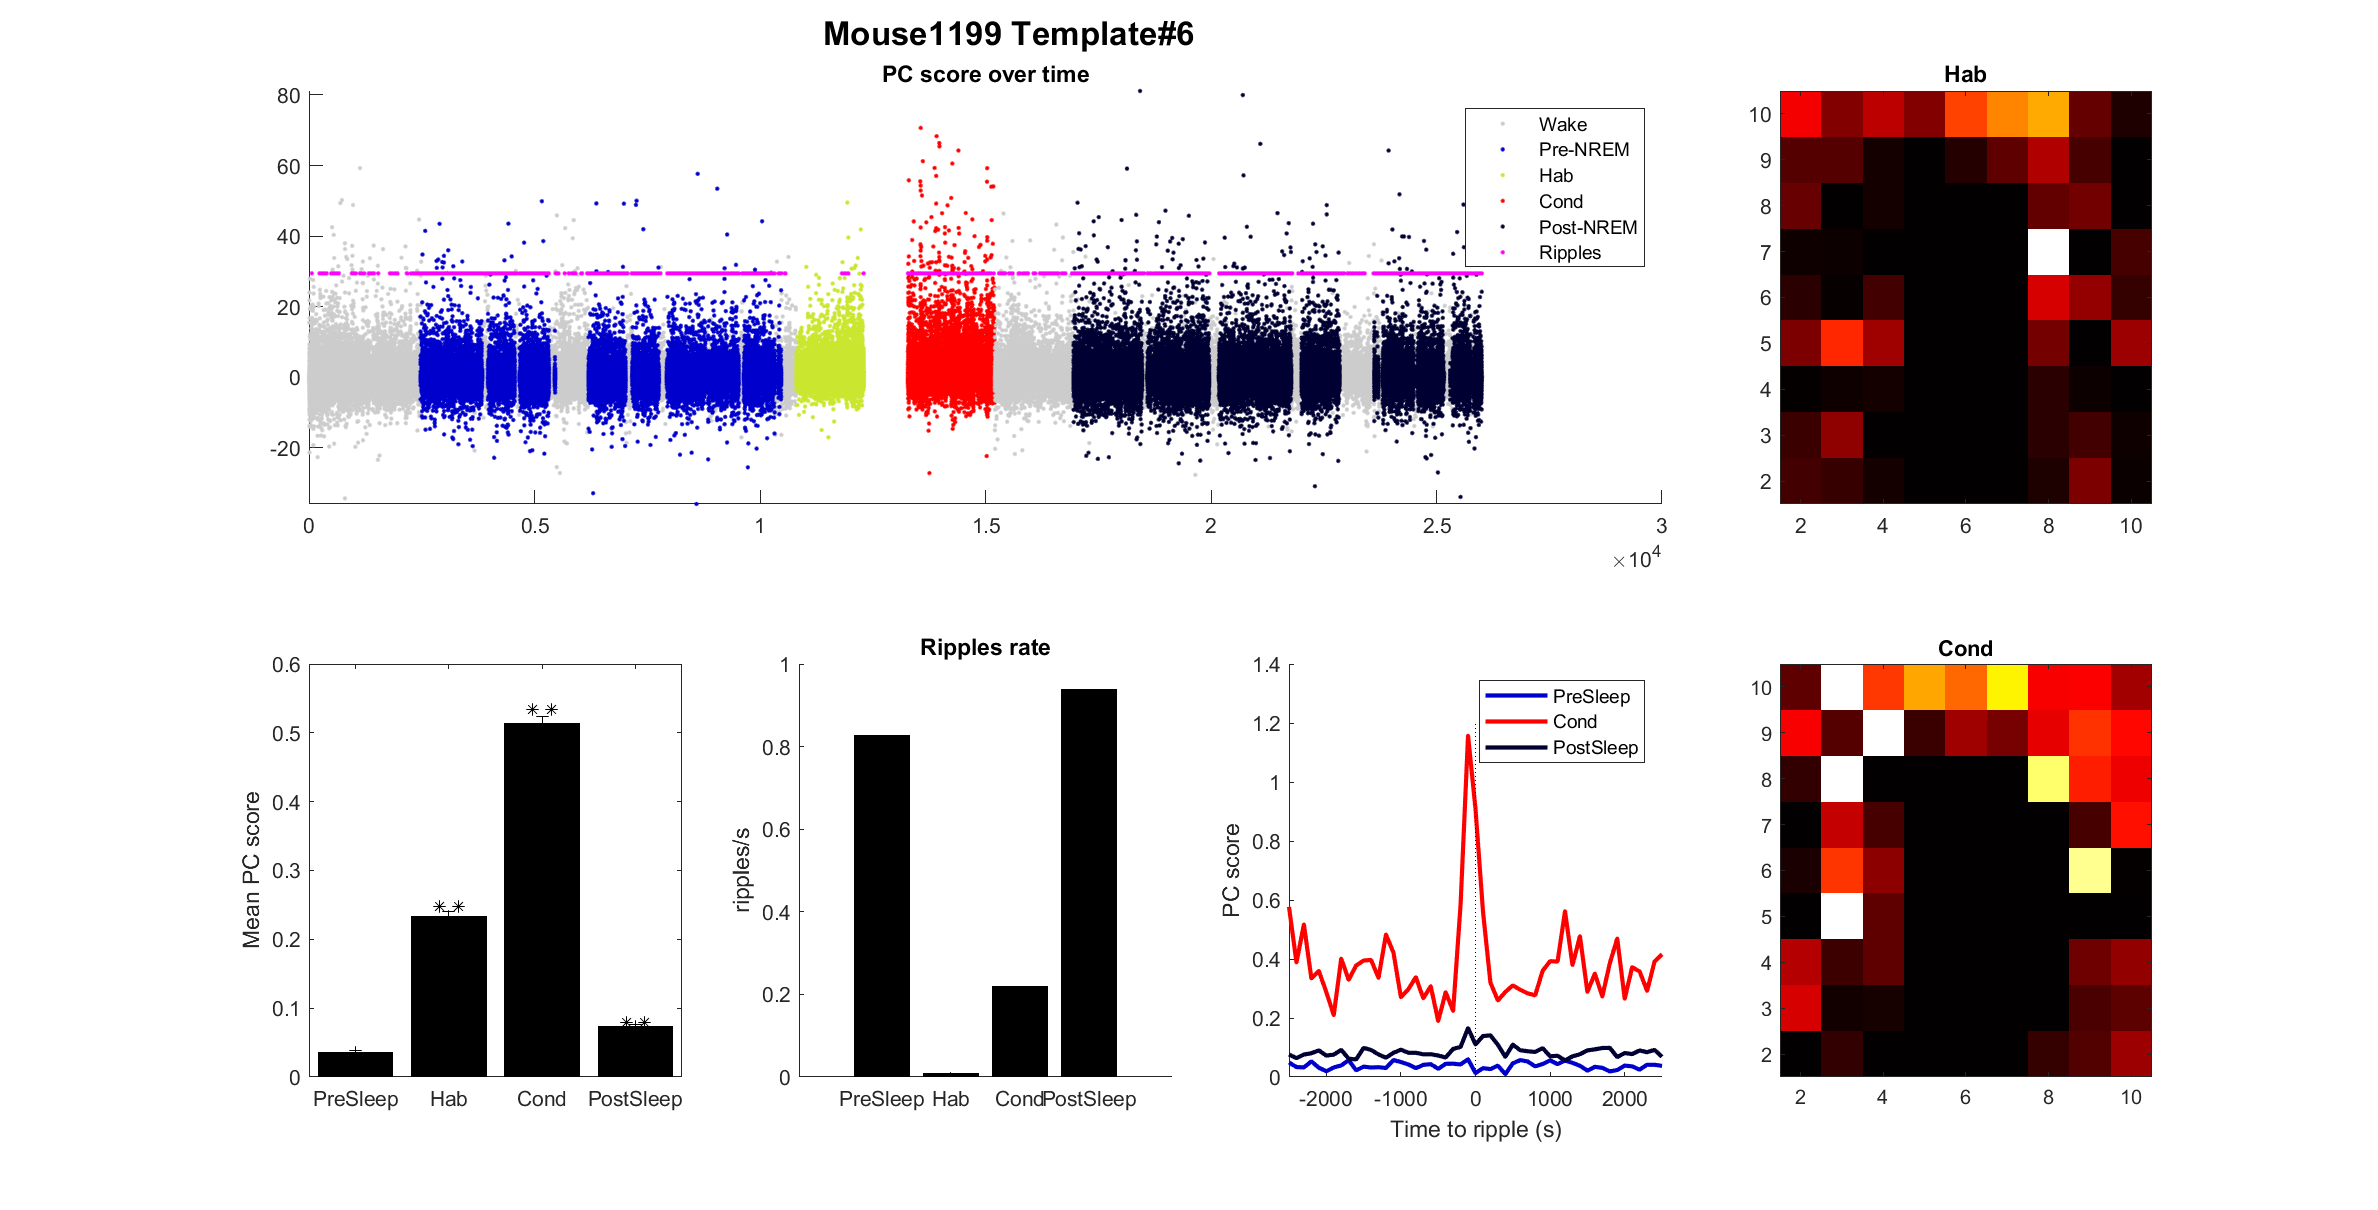 Mouse1199 Template#6
PC score over time
80
60
40
20
0
-20
0 0.5 1 1.5 2 2.5 3
×10⁴
Wake
Pre-NREM
Hab
Cond
Post-NREM
Ripples
Hab
10
9
8
7
6
5
4
3
2
2 4 6 8 10
0.6
0.5
0.4
0.3
0.2
0.1
0
Mean PC score
PreSleep Hab Cond PostSleep
Ripples rate
1
0.8
0.6
0.4
0.2
0
ripples/s
PreSleep Hab Cond PostSleep
1.4
1.2
1
0.8
0.6
0.4
0.2
0
PC score
PreSleep
Cond
PostSleep
-2000 -1000 0 1000 2000
Time to ripple (s)
Cond
10
9
8
7
6
5
4
3
2
2 4 6 8 10